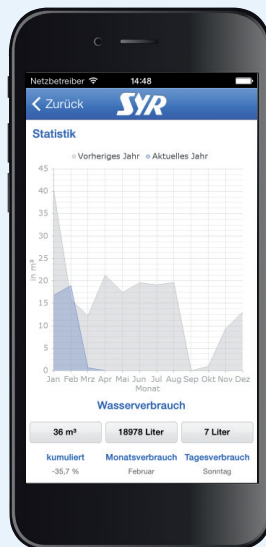 Netzbetreiber 14:48
Zurück SYR
Statistik
Vorheriges Jahr Aktuelles Jahr
45
40
35
30
25
20
15
10
5
0
in m³
Jan Feb Mrz Apr Mai Jun Jul Aug Sep Okt Nov Dez
Monat
Wasserverbrauch
36 m³ 18978 Liter 7 Liter
kumuliert Monatsverbrauch Tagesverbrauch
-35,7 % Februar Sonntag